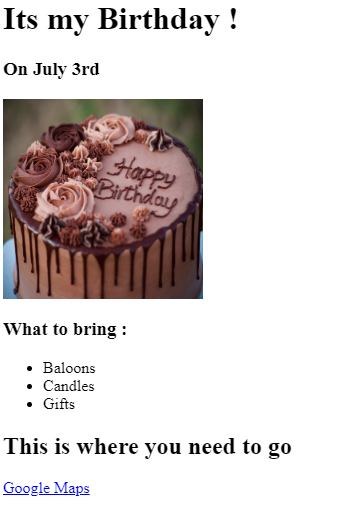 Its my Birthday !
On July 3rd
Happy
Birthday
What to bring :
Baloons
Candles
Gifts
This is where you need to go
Google Maps